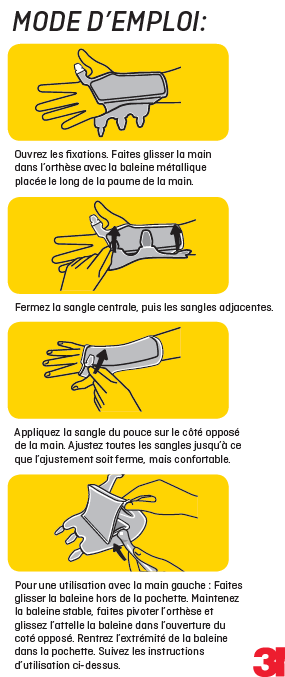 MODE D'EMPLOI:
Ouvrez les fixations. Faites glisser la main
dans l'orthèse avec la baleine métallique
placée le long de la paume de la main.
Fermez la sangle centrale, puis les sangles adjacentes.
Appliquez la sangle du pouce sur le côté opposé
de la main. Ajustez toutes les sangles jusqu'à ce
que l'ajustement soit ferme, mais confortable.
Pour une utilisation avec la main gauche : Faites
glisser la baleine hors de la pochette. Maintenez
la baleine stable, faites pivoter l'orthèse et
glissez l'attelle la baleine dans l'ouverture du
coté opposé. Rentrez l'extrémité de la baleine
dans la pochette. Suivez les instructions
d'utilisation ci-dessus.